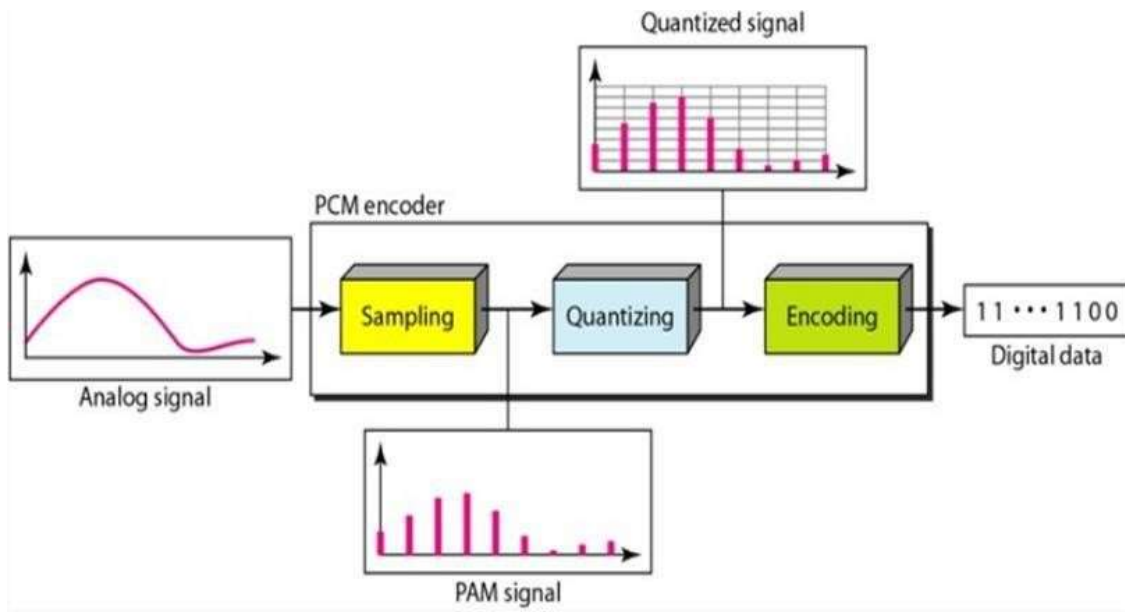 Quantized signal
PCM encoder
Sampling
Quantizing
Encoding
11 ··· 1100
Digital data
Analog signal
PAM signal